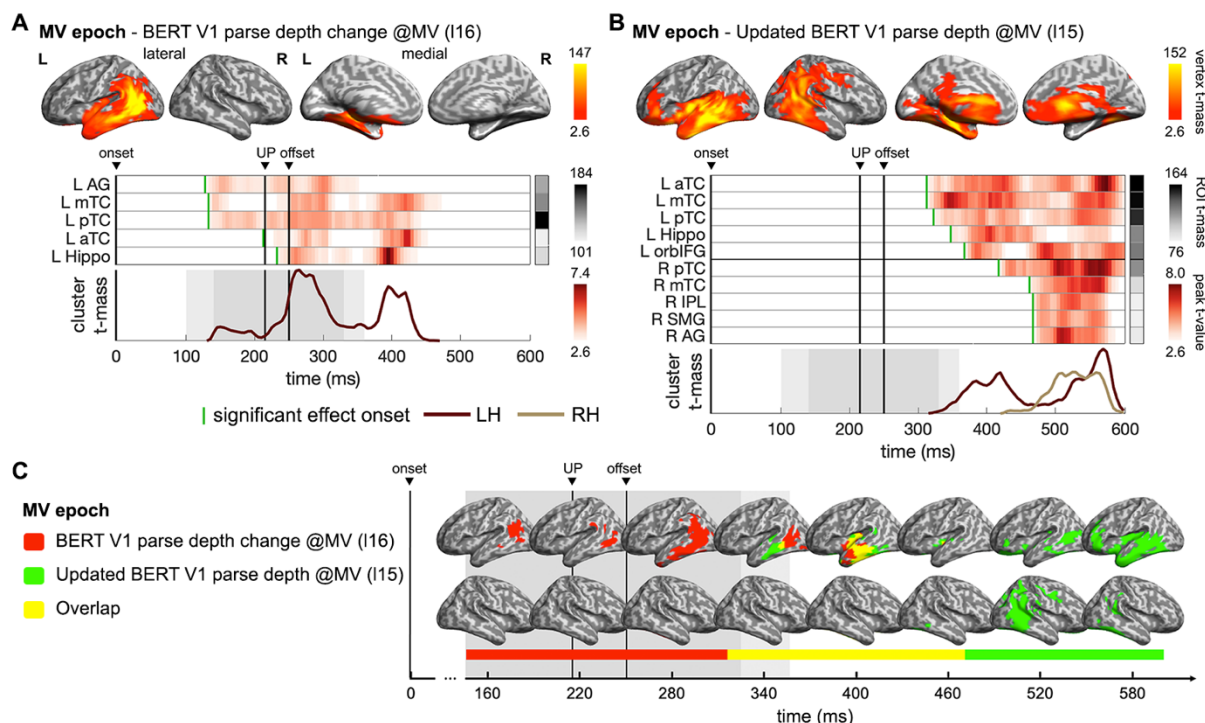 A MV epoch - BERT V1 parse depth change @MV (I16)
L lateral R L medial R
147
2.6
onset
UP offset
L AG
L mTC
L pTC
L aTC
L Hippo
184
101
7.4
2.6
cluster
t-mass
0 100 200 300 400 500 600
time (ms)
significant effect onset LH RH
B MV epoch - Updated BERT V1 parse depth @MV (I15)
152
vertex t-mass
2.6
onset
UP offset
L aTC
L mTC
L pTC
L Hippo
L orbIFG
R pTC
R mTC
R IPL
R SMG
R AG
164
ROI t-mass
76
8.0
peak t-value
2.6
cluster
t-mass
0 100 200 300 400 500 600
time (ms)
C
onset
UP
offset
MV epoch
BERT V1 parse depth change @MV (I16)
Updated BERT V1 parse depth @MV (I15)
Overlap
0 ... 160 220 280 340 400 460 520 580
time (ms)